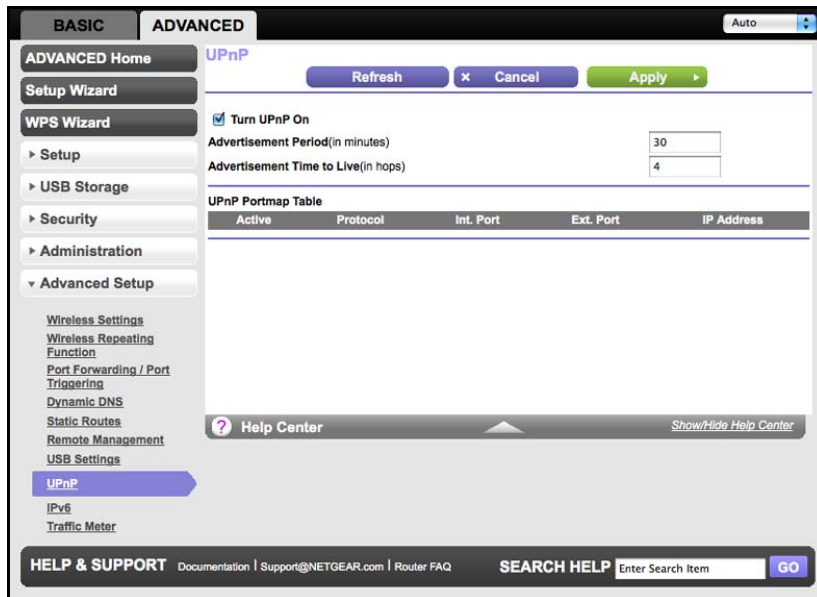 BASIC
ADVANCED
Auto
ADVANCED Home
Setup Wizard
WPS Wizard
Setup
USB Storage
Security
Administration
Advanced Setup
Wireless Settings
Wireless Repeating
Function
Port Forwarding / Port
Triggering
Dynamic DNS
Static Routes
Remote Management
USB Settings
UPnP
IPv6
Traffic Meter
UPnP
Refresh
× Cancel
Apply
Turn UPnP On
Advertisement Period(in minutes) 30
Advertisement Time to Live(in hops) 4
UPnP Portmap Table
Active Protocol Int. Port Ext. Port IP Address
? Help Center
Show/Hide Help Center
HELP & SUPPORT Documentation | Support@NETGEAR.com | Router FAQ
SEARCH HELP Enter Search Item GO